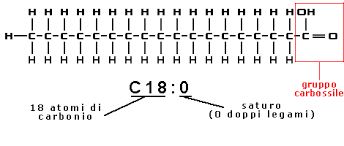 H H H H H H H H H H H H H H H H H OH
H-C-C-C-C-C-C-C-C-C-C-C-C-C-C-C-C-C-C=O
H H H H H H H H H H H H H H H H H
gruppo
carbossile
C18:0
18 atomi di
carbonio
saturo
(0 doppi legami)